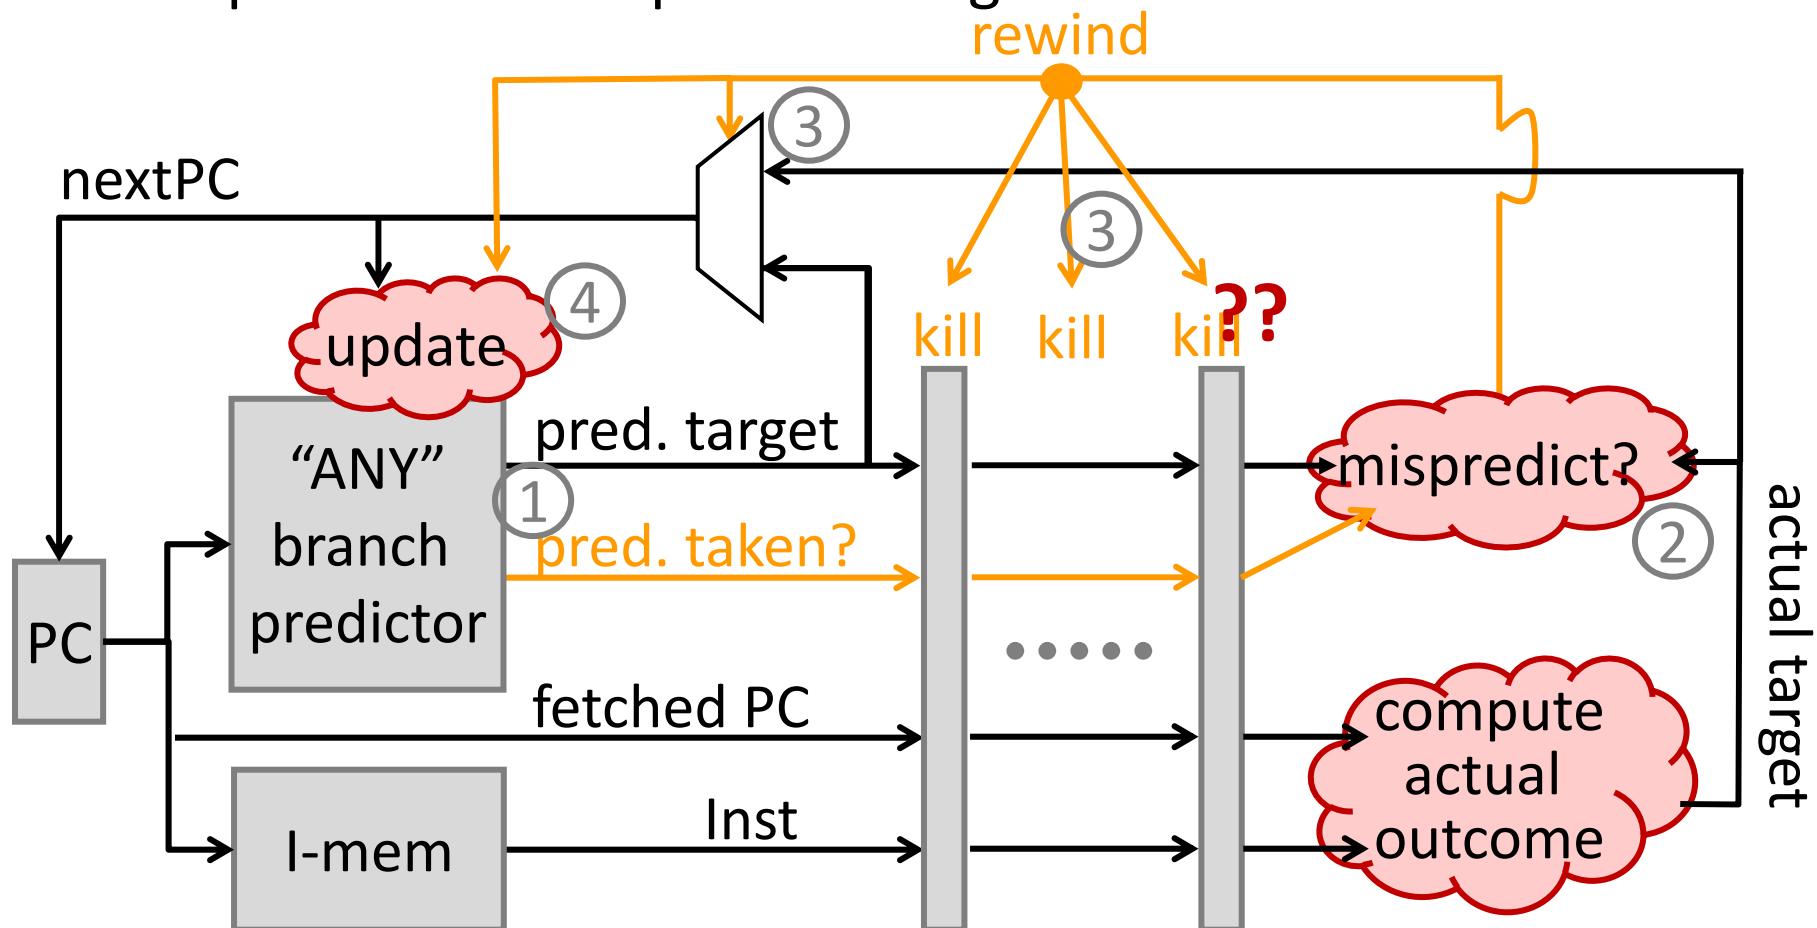 rewind
3
nextPC
3
4
??
kill kill kill
update
pred. target
"ANY"
mispredict?
1
2
branch
pred. taken?
actual target
predictor
PC
fetched PC
compute
actual
Inst
outcome
I-mem